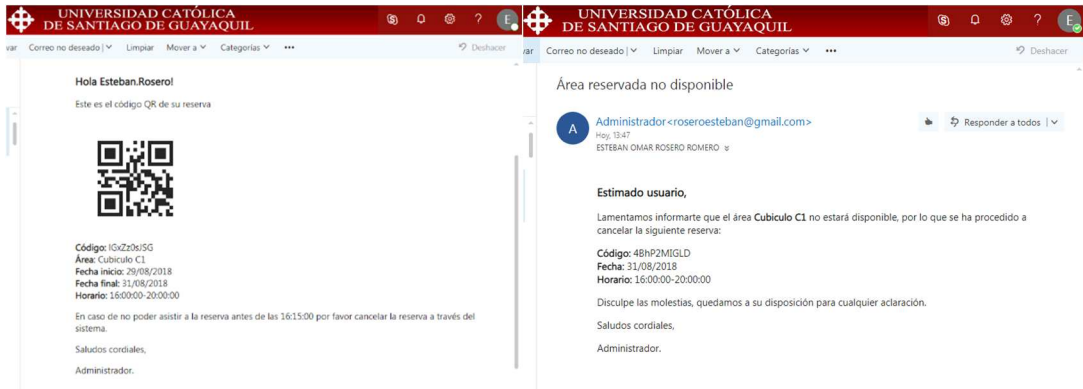 UNIVERSIDAD CATÓLICA
DE SANTIAGO DE GUAYAQUIL
?
E
var Correo no deseado | Limpiar Mover a Categorías ••• Deshacer
Hola Esteban.Rosero!
Este es el código QR de su reserva
Código: IGxZz0sJSG
Área: Cubiculo C1
Fecha inicio: 29/08/2018
Fecha final: 31/08/2018
Horario: 16:00:00-20:00:00
En caso de no poder asistir a la reserva antes de las 16:15:00 por favor cancelar la reserva a través del
sistema.
Saludos cordiales,
Administrador.
UNIVERSIDAD CATÓLICA
DE SANTIAGO DE GUAYAQUIL
?
E
var Correo no deseado | Limpiar Mover a Categorías ••• Deshacer
Área reservada no disponible
A
Administrador<roseroesteban@gmail.com>
Responder a todos |
Hoy, 13:47
ESTEBAN OMAR ROSERO ROMERO
Estimado usuario,
Lamentamos informarte que el área Cubiculo C1 no estará disponible, por lo que se ha procedido a
cancelar la siguiente reserva:
Código: 4BhP2MIGLD
Fecha: 31/08/2018
Horario: 16:00:00-20:00:00
Disculpe las molestias, quedamos a su disposición para cualquier aclaración.
Saludos cordiales,
Administrador.